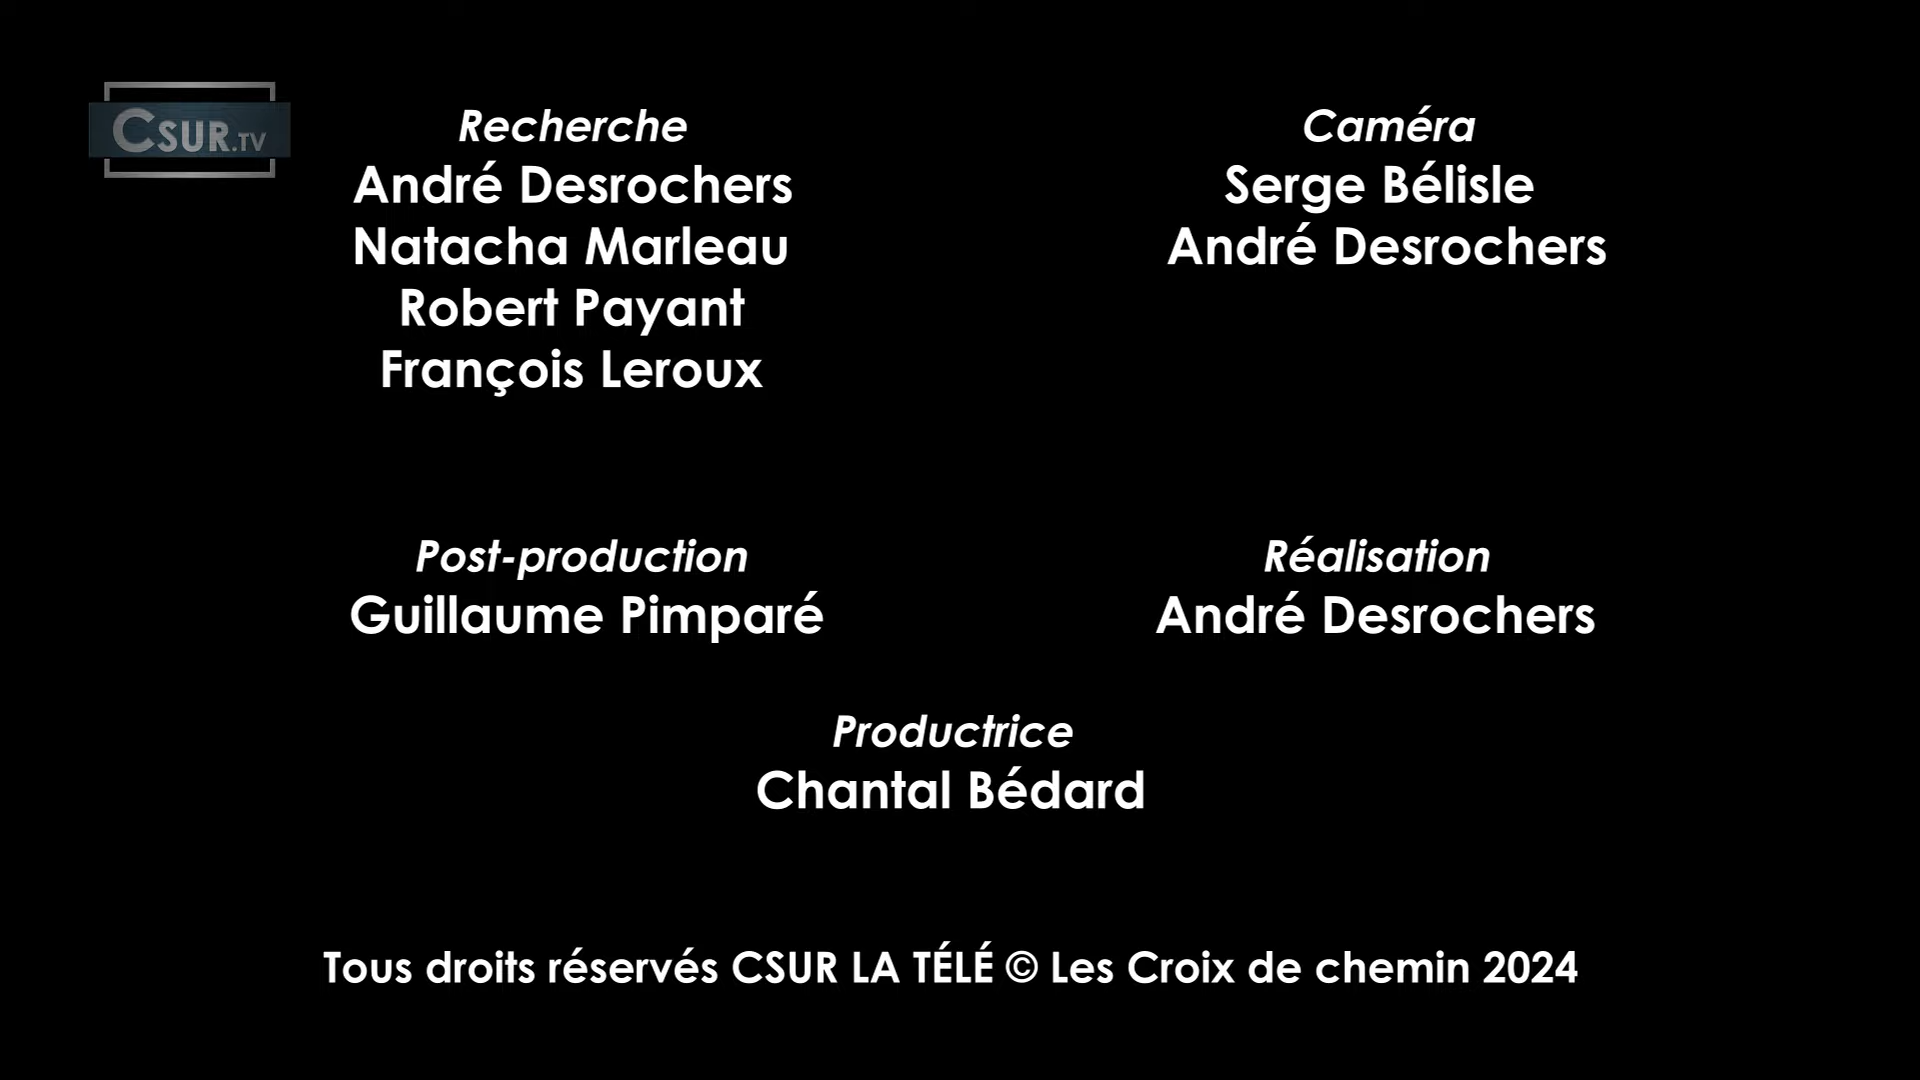 CSUR.TV
Recherche
André Desrochers
Natacha Marleau
Robert Payant
François Leroux
Caméra
Serge Bélisle
André Desrochers
Post-production
Guillaume Pimparé
Réalisation
André Desrochers
Productrice
Chantal Bédard
Tous droits réservés CSUR LA TÉLÉ © Les Croix de chemin 2024